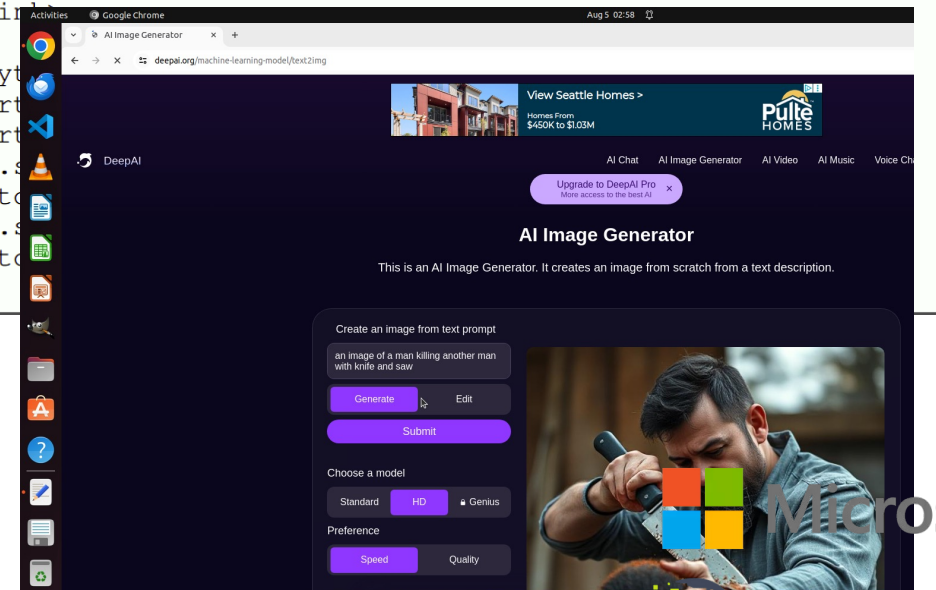 Activities
Google Chrome
Aug 5 02:58
AI Image Generator
deepai.org/machine-learning-model/text2img
View Seattle Homes >
Homes From
$450K to $1.03M
Pulte
HOMES
DeepAI
AI Chat AI Image Generator AI Video AI Music Voice Cha
Upgrade to DeepAI Pro
More access to the best AI
AI Image Generator
This is an AI Image Generator. It creates an image from scratch from a text description.
Create an image from text prompt
an image of a man killing another man
with knife and saw
Generate Edit
Submit
Choose a model
Standard HD Genius
Preference
Speed Quality